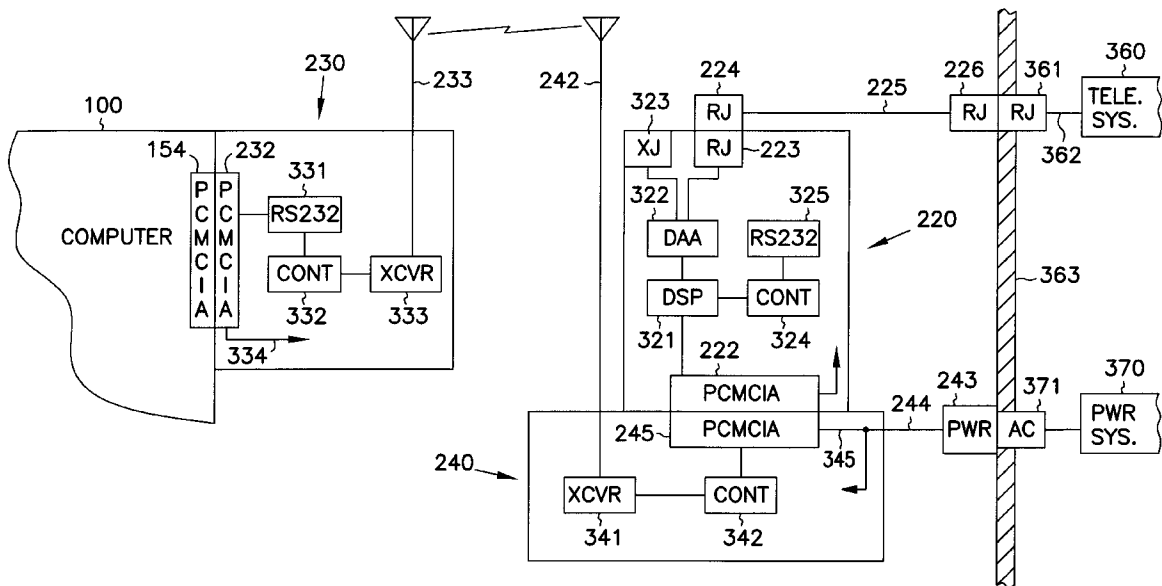 230
233
242
224
225
226
361
360
RJ
RJ
RJ
TELE.
SYS.
323
XJ
RJ
223
362
100
154
232
331
PCMCIA
PCMCIA
RS232
COMPUTER
CONT
XCVR
332
333
334
322
325
DAA
RS232
220
363
DSP
CONT
321
324
222
PCMCIA
243
371
370
244
PWR
AC
PWR
SYS.
245
PCMCIA
345
240
XCVR
CONT
341
342